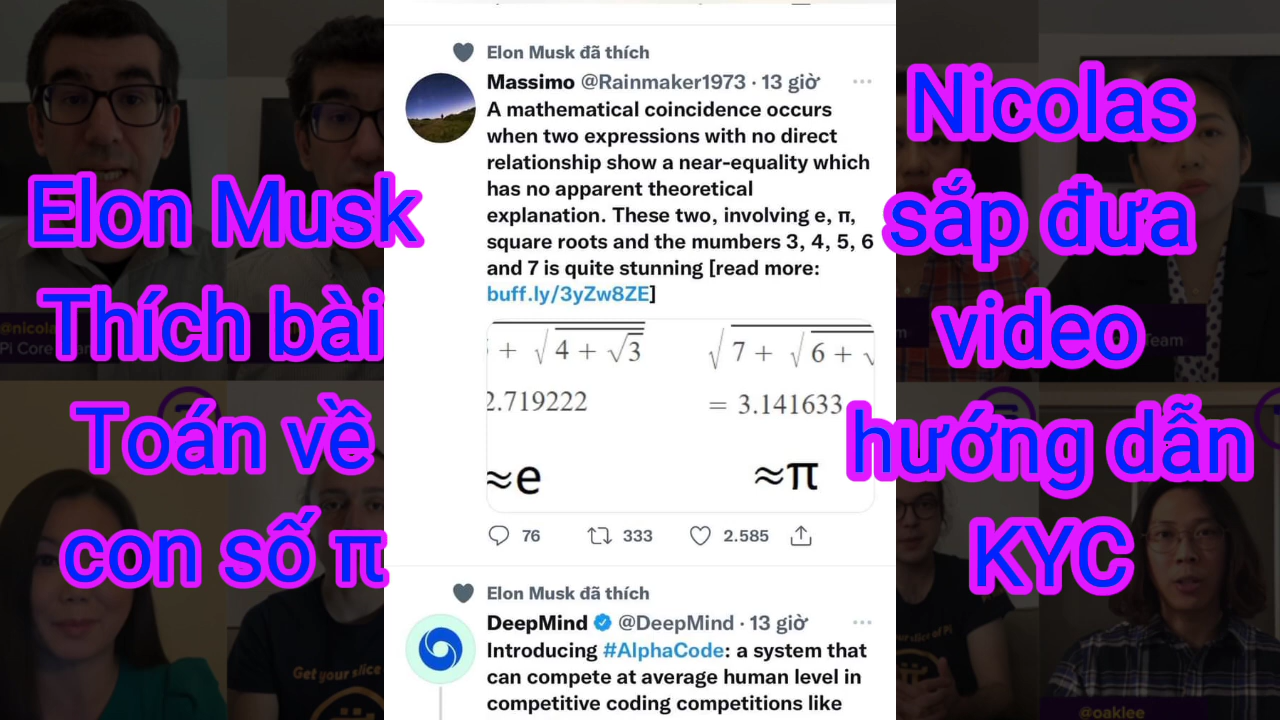 Elon Musk
Thích bài
Toán về
con số π
Elon Musk đã thích
Massimo @Rainmaker1973 · 13 giờ
A mathematical coincidence occurs
when two expressions with no direct
relationship show a near-equality which
has no apparent theoretical
explanation. These two, involving e, π,
square roots and the mumbers 3, 4, 5, 6
and 7 is quite stunning [read more:
buff.ly/3yZw8ZE]
+ √4 + √3
√7 + √6 + √
2.719222
= 3.141633
≈e
≈π
76 333 2.585
Elon Musk đã thích
DeepMind @DeepMind · 13 giờ
Introducing #AlphaCode: a system that
can compete at average human level in
competitive coding competitions like
Nicolas
sắp đưa
video
hướng dẫn
KYC
@nicola
Pi Core
Team
Get your slice
@oaklee